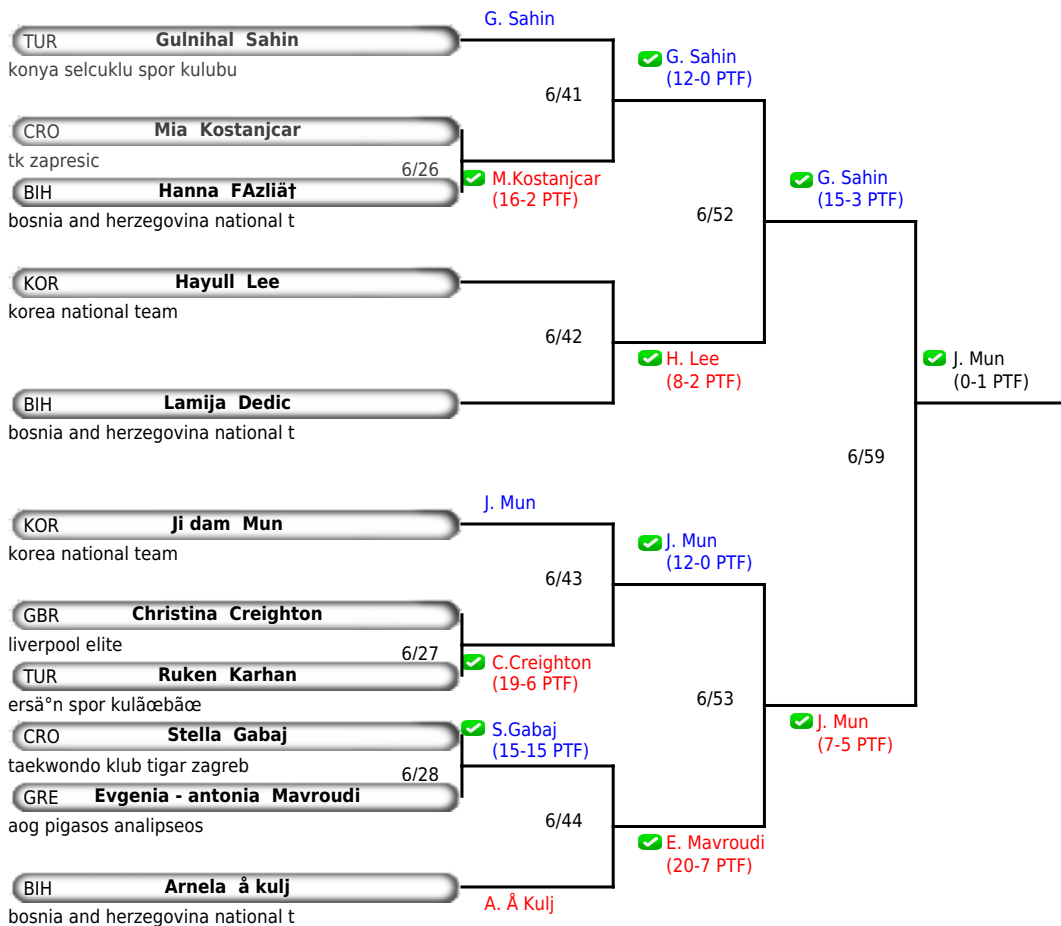 G. Sahin
TUR Gulnihal Sahin
konya selcuklu spor kulubu
G. Sahin
(12-0 PTF)
6/41
CRO Mia Kostanjcar
tk zapresic
6/26
BIH Hanna FAzliä†
bosnia and herzegovina national t
M.Kostanjcar
(16-2 PTF)
G. Sahin
(15-3 PTF)
6/52
KOR Hayull Lee
korea national team
6/42
H. Lee
(8-2 PTF)
J. Mun
(0-1 PTF)
BIH Lamija Dedic
bosnia and herzegovina national t
6/59
J. Mun
KOR Ji dam Mun
korea national team
J. Mun
(12-0 PTF)
6/43
GBR Christina Creighton
liverpool elite
6/27
TUR Ruken Karhan
ersä°n spor kulãœbãœ
C.Creighton
(19-6 PTF)
6/53
CRO Stella Gabaj
taekwondo klub tigar zagreb
S.Gabaj
(15-15 PTF)
J. Mun
(7-5 PTF)
6/28
GRE Evgenia - antonia Mavroudi
aog pigasos analipseos
6/44
E. Mavroudi
(20-7 PTF)
BIH Arnela å kulj
bosnia and herzegovina national t
A. Å Kulj